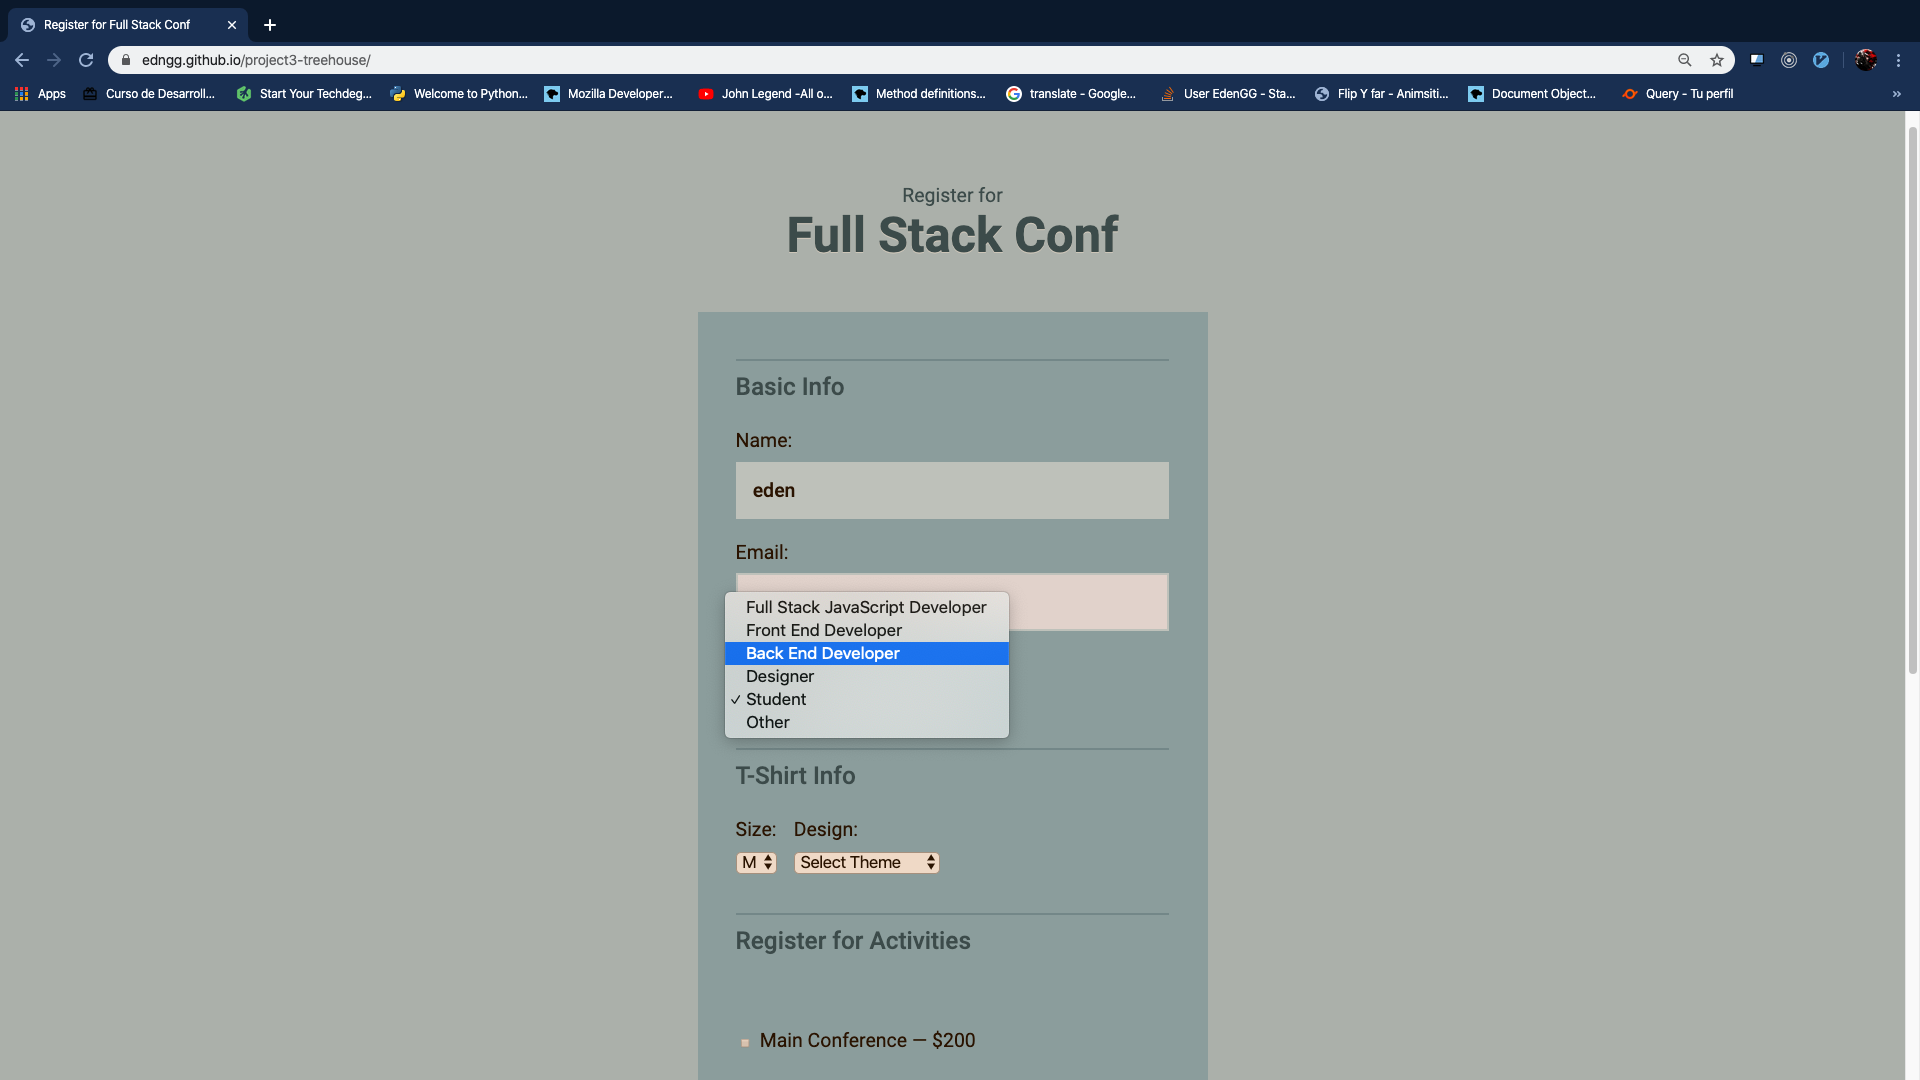 Register for Full Stack Conf
edngg.github.io/project3-treehouse/
Apps
Curso de Desarroll...
Start Your Techdeg...
Welcome to Python...
Mozilla Developer...
John Legend -All o...
Method definitions...
translate - Google...
User EdenGG - Sta...
Flip Y far - Animsiti...
Document Object...
Query - Tu perfil
»
Register for
Full Stack Conf
Basic Info
Name:
eden
Email:
Full Stack JavaScript Developer
Front End Developer
Back End Developer
Designer
✓ Student
Other
T-Shirt Info
Size: Design:
M Select Theme
Register for Activities
Main Conference — $200